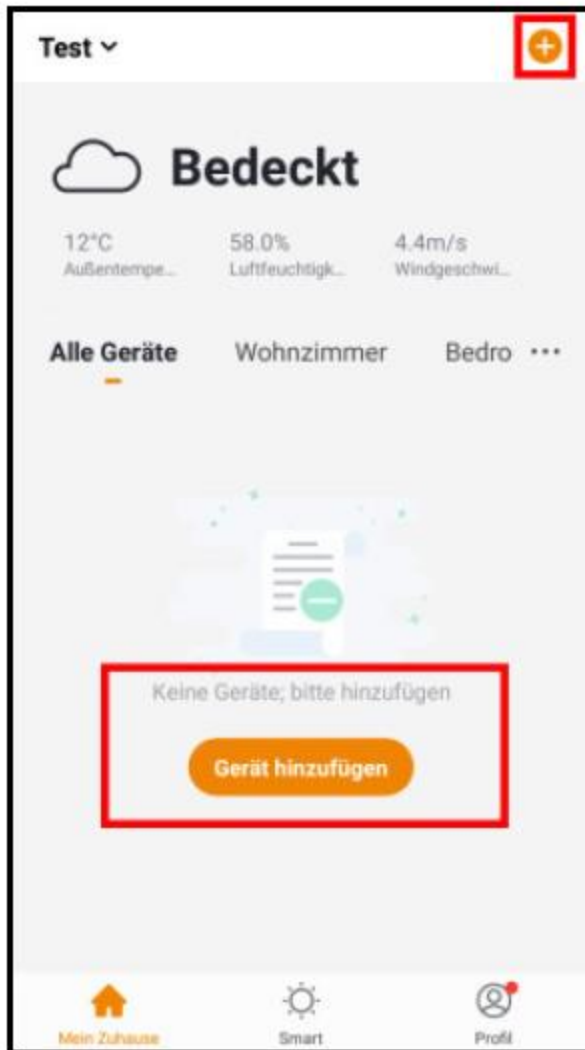 Test
Bedeckt
12°C 58.0% 4.4m/s
Außentempe... Luftfeuchtigk... Windgeschwi...
Alle Geräte Wohnzimmer Bedro ...
Keine Geräte; bitte hinzufügen
Gerät hinzufügen
Mein Zuhause Smart Profil